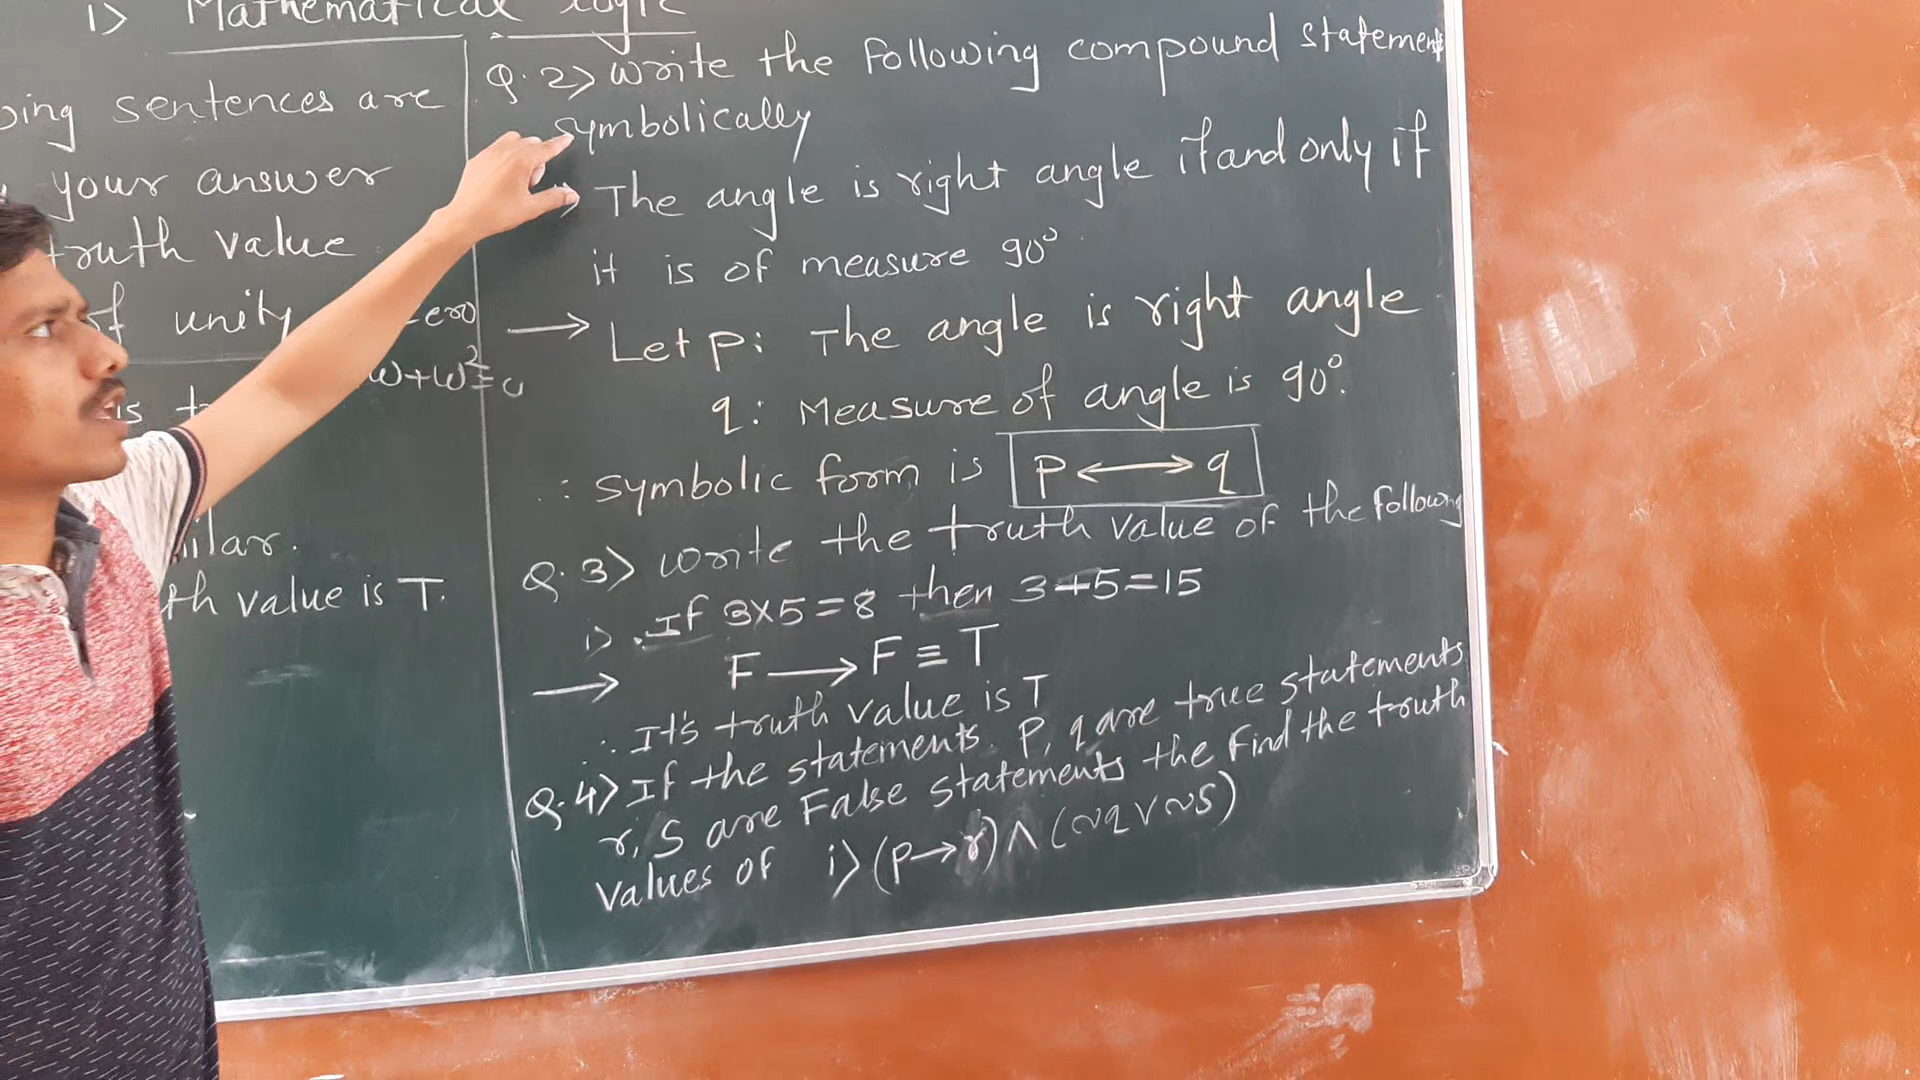 1) Mathematical Logic
sentences are
your answer
truth value
of unity zero
ω+ω²=0
is
ilar.
th value is T.
Q.2) Write the following compound statement
symbolically
The angle is right angle if and only if
it is of measure 90°
→ Let p: The angle is right angle
q: Measure of angle is 90°.
∴ symbolic form is p ↔ q
Q.3) Write the truth value of the following
i) If 3×5=8 then 3+5=15
→ F → F ≡ T
∴ It's truth value is T
Q.4) If the statements p, q are true statements
r, s are False statements the find the truth
values of i) (p→r)∧(~q∨~s)